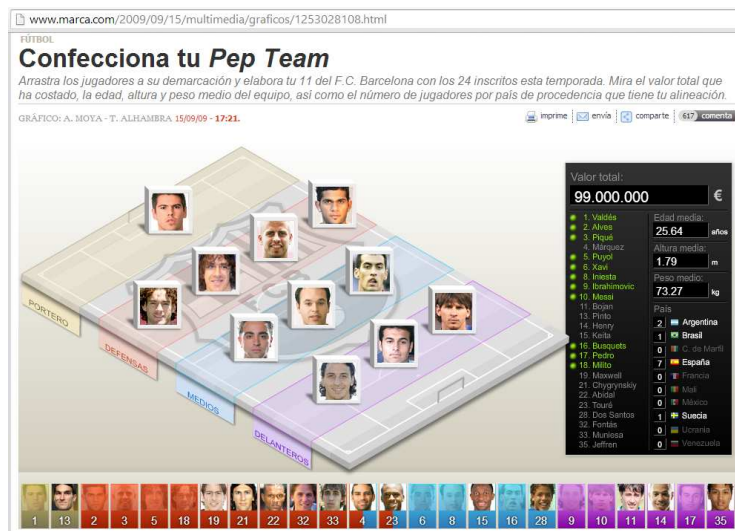 www.marca.com/2009/09/15/multimedia/graficos/1253028108.html
FÚTBOL
Confecciona tu Pep Team
Arrastra los jugadores a su demarcación y elabora tu 11 del F.C. Barcelona con los 24 inscritos esta temporada. Mira el valor total que
ha costado, la edad, altura y peso medio del equipo, así como el número de jugadores por país de procedencia que tiene tu alineación.
GRÁFICO: A. MOYA - T. ALHAMBRA 15/09/09 - 17:21.
imprime envía comparte 617 comenta
PORTERO
DEFENSAS
MEDIOS
DELANTEROS
Valor total:
99.000.000 €
1. Valdés
2. Alves
3. Piqué
4. Márquez
5. Puyol
6. Xavi
8. Iniesta
9. Ibrahimovic
10. Messi
11. Bojan
13. Pinto
14. Henry
15. Keita
16. Busquets
17. Pedro
18. Milito
19. Maxwell
21. Chygrynskiy
22. Abidal
23. Touré
28. Dos Santos
32. Fontás
33. Muniesa
35. Jeffren
Edad media:
25.64 años
Altura media:
1.79 m
Peso medio:
73.27 kg
País
2 Argentina
1 Brasil
0 C. de Marfil
7 España
0 Francia
0 Mali
0 México
1 Suecia
0 Ucrania
0 Venezuela
1 13 2 3 5 18 19 21 22 32 33 4 23 6 8 15 16 28 9 10 11 14 17 35